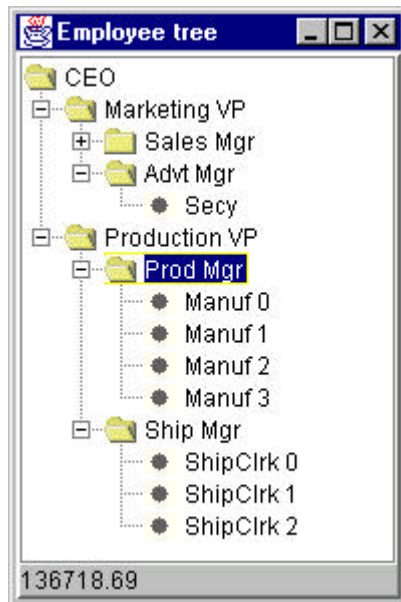 Employee tree
CEO
Marketing VP
Sales Mgr
Advt Mgr
Secy
Production VP
Prod Mgr
Manuf 0
Manuf 1
Manuf 2
Manuf 3
Ship Mgr
ShipClrk 0
ShipClrk 1
ShipClrk 2
136718.69